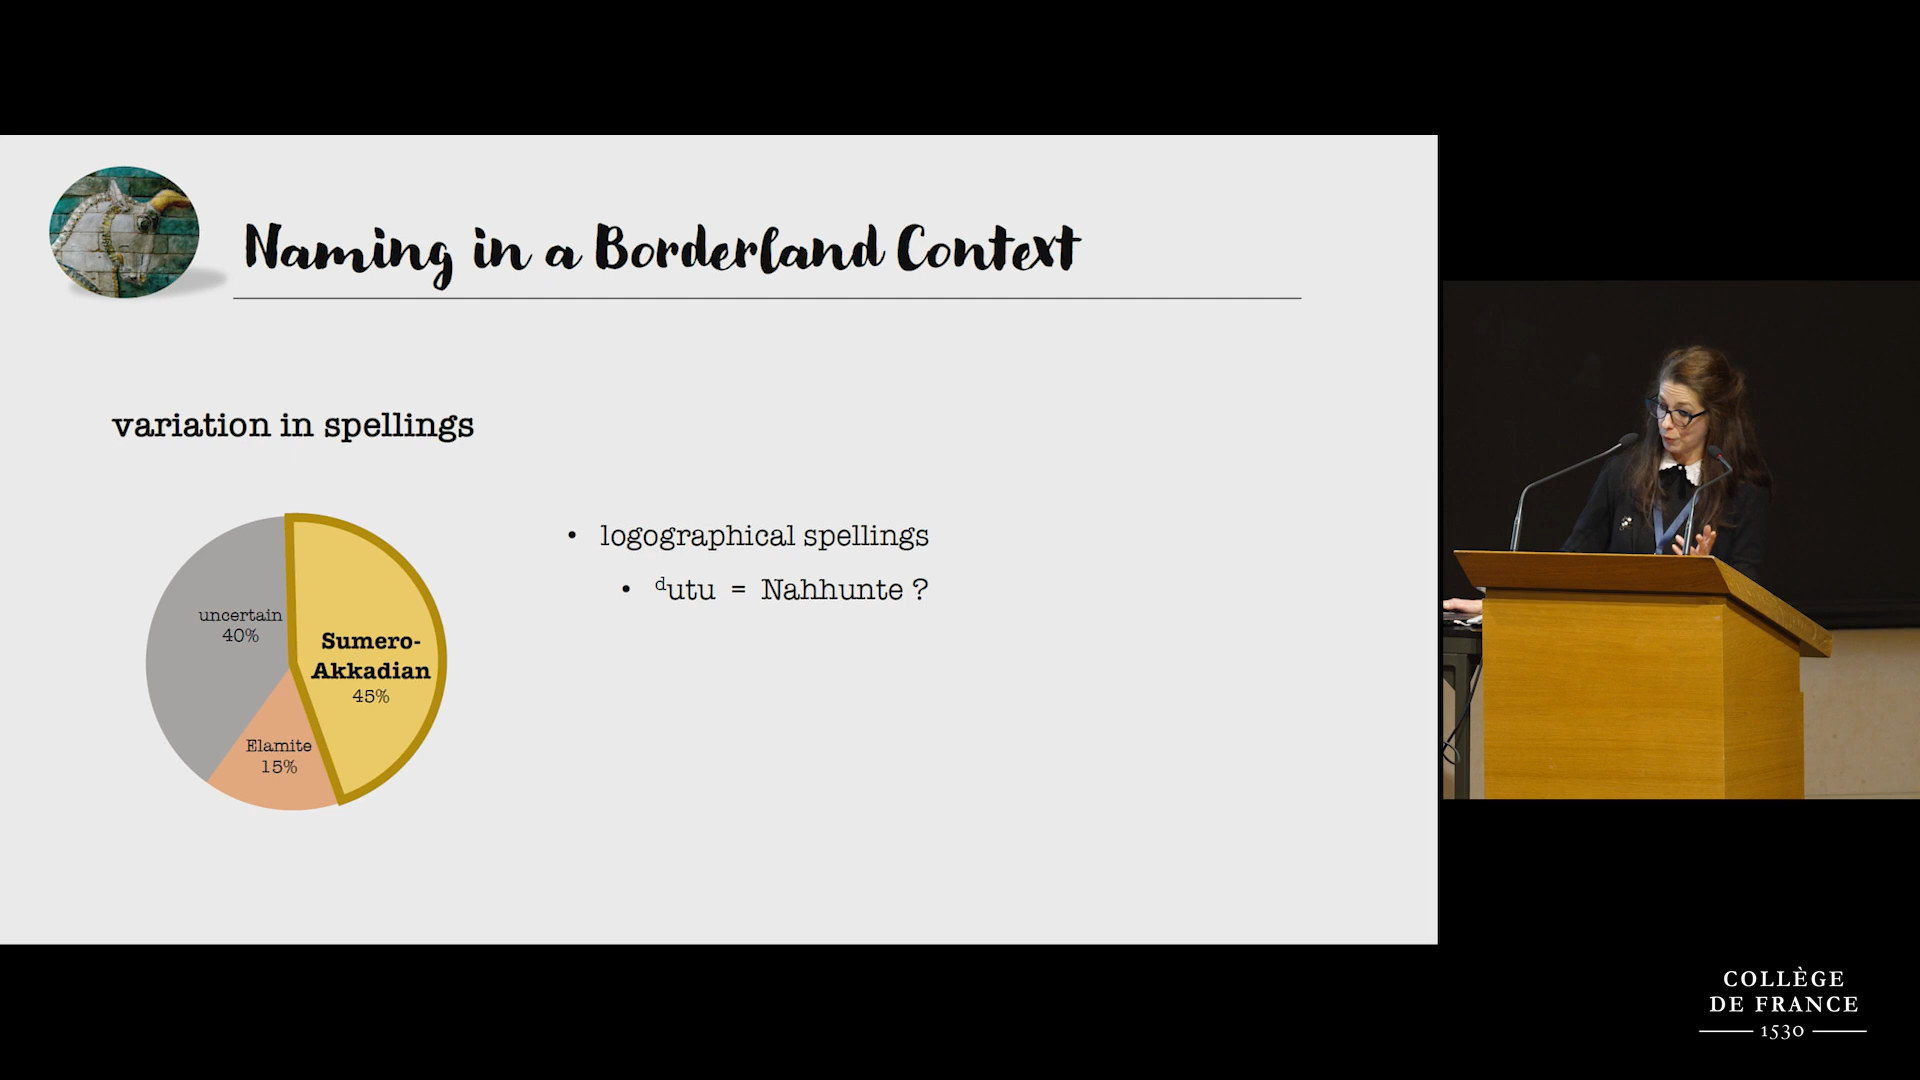 Naming in a Borderland Context
variation in spellings
• logographical spellings
• ᵈutu = Nahhunte ?
uncertain
40%
Sumero-
Akkadian
45%
Elamite
15%
COLLÈGE
DE FRANCE
1530